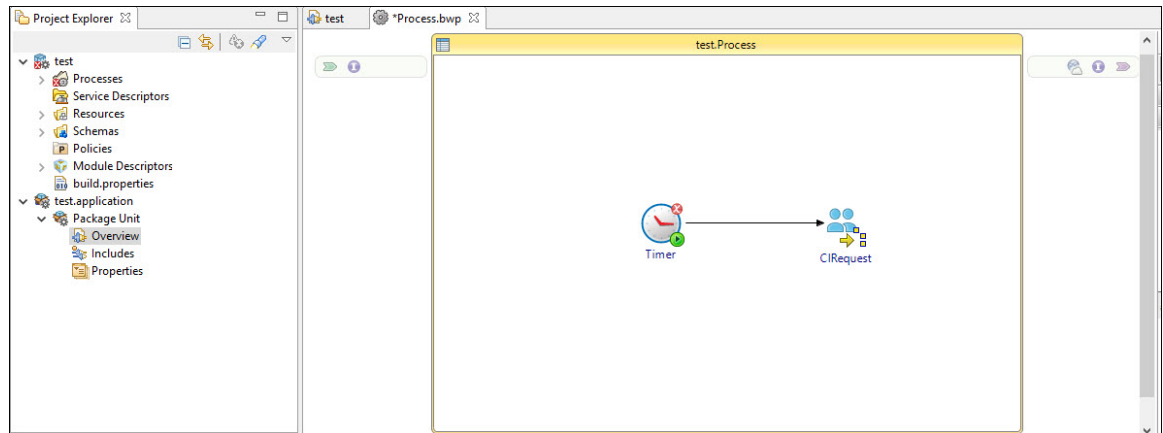 Project Explorer
test
*Process.bwp
test
Processes
Service Descriptors
Resources
Schemas
Policies
Module Descriptors
build.properties
test.application
Package Unit
Overview
Includes
Properties
test.Process
Timer
CIRequest